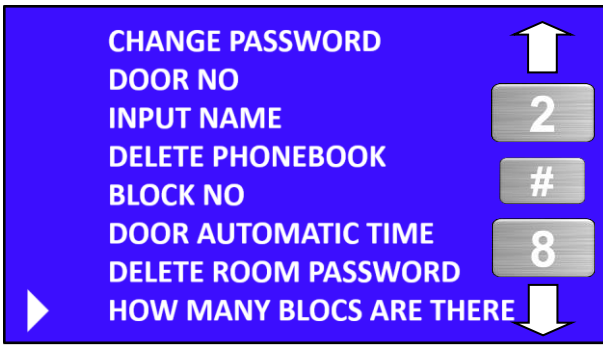 CHANGE PASSWORD
DOOR NO
INPUT NAME
DELETE PHONEBOOK
BLOCK NO
DOOR AUTOMATIC TIME
DELETE ROOM PASSWORD
HOW MANY BLOCS ARE THERE
2
#
8